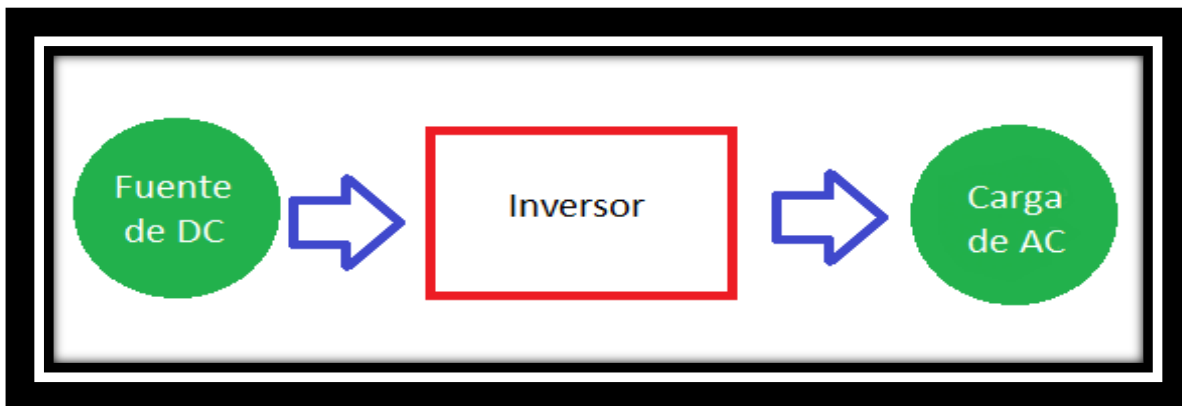 Fuente
de DC
Inversor
Carga
de AC